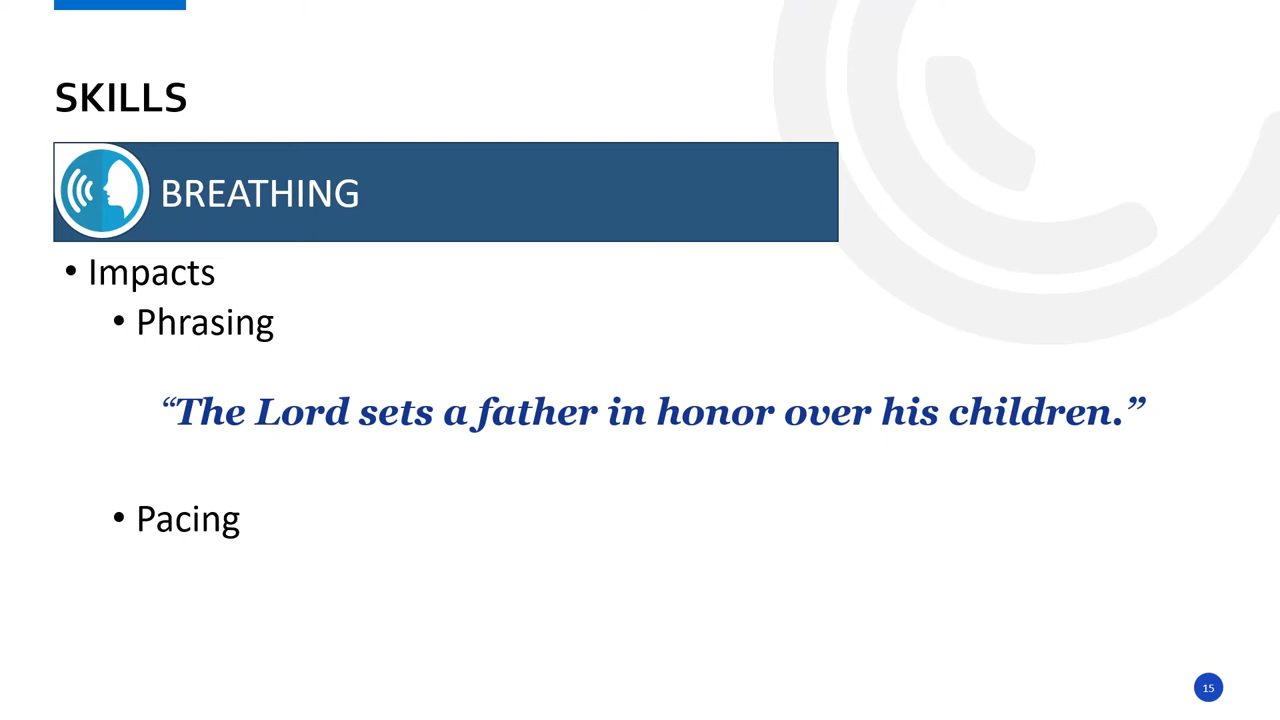 SKILLS
BREATHING
• Impacts
• Phrasing
“The Lord sets a father in honor over his children.”
• Pacing
15